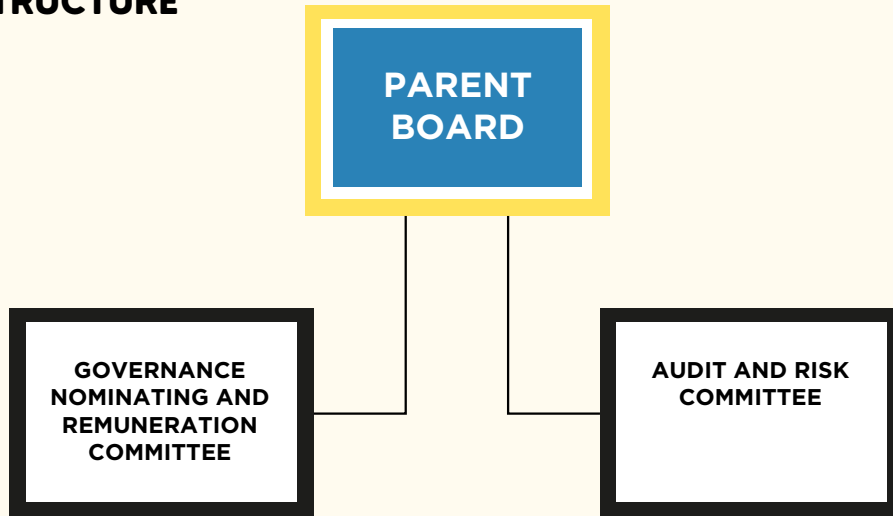 PARENT
BOARD
GOVERNANCE
NOMINATING AND
REMUNERATION
COMMITTEE
AUDIT AND RISK
COMMITTEE